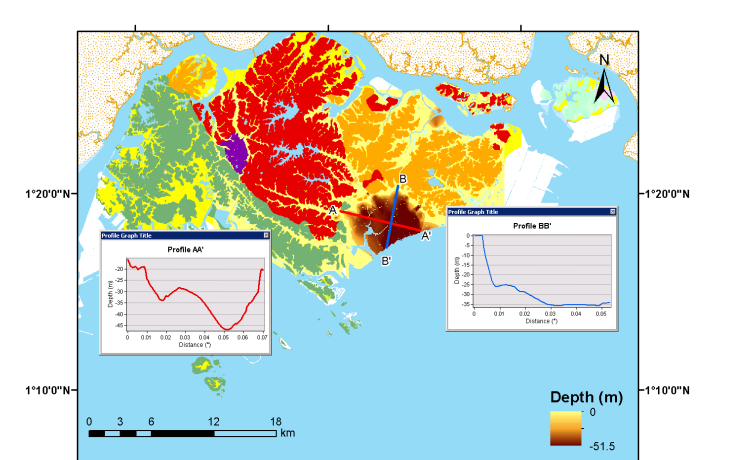 N
1°20'0"N
1°20'0"N
B
A
A'
B'
Profile Graph Title
Profile AA'
Depth (m)
-20
-25
-30
-35
-40
-45
0 0.01 0.02 0.03 0.04 0.05 0.06 0.07
Distance (°)
Profile Graph Title
Profile BB'
Depth (m)
0
-5
-10
-15
-20
-25
-30
-35
0 0.01 0.02 0.03 0.04 0.05
Distance (°)
1°10'0"N
1°10'0"N
0 3 6 12 18
km
Depth (m)
0
-51.5